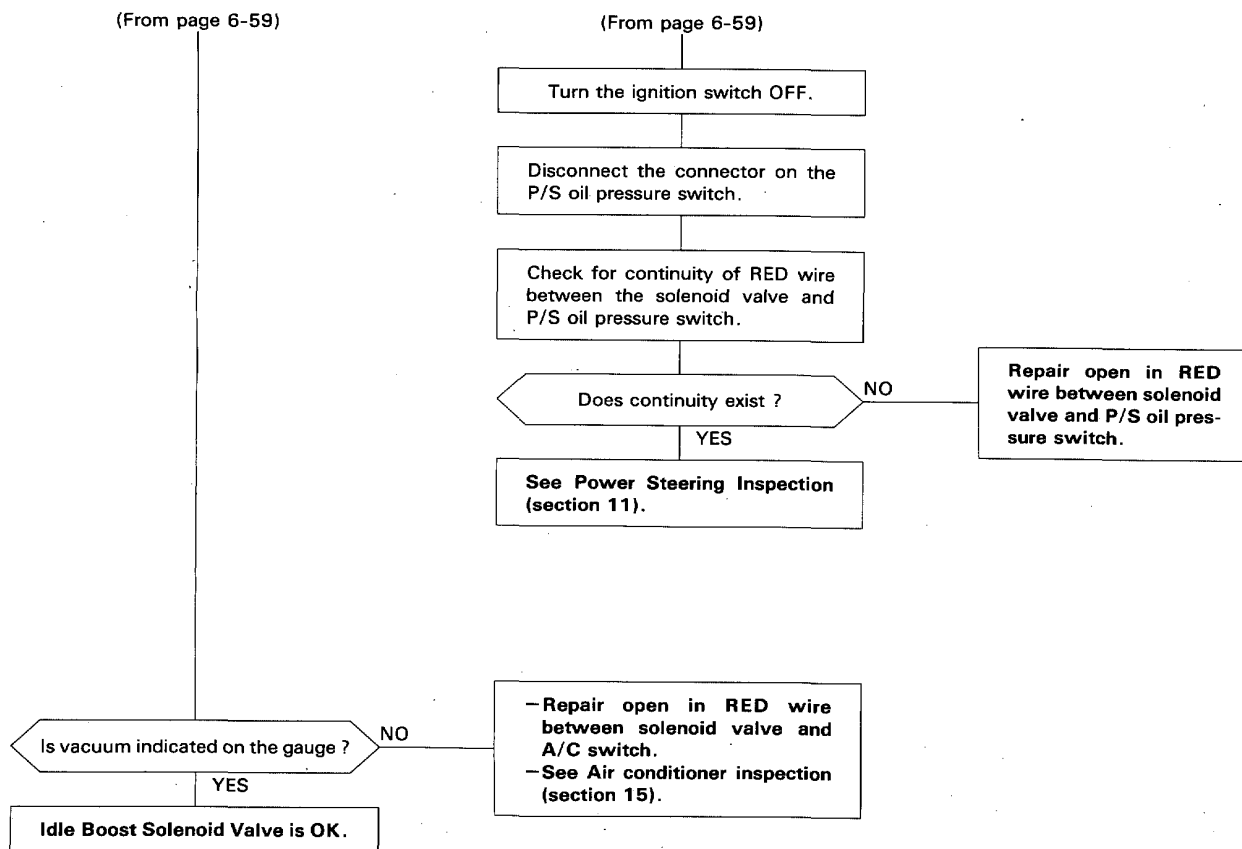 (From page 6-59)
(From page 6-59)
Turn the ignition switch OFF.
Disconnect the connector on the
P/S oil pressure switch.
Check for continuity of RED wire
between the solenoid valve and
P/S oil pressure switch.
Does continuity exist ?
NO
Repair open in RED
wire between solenoid
valve and P/S oil pres-
sure switch.
YES
See Power Steering Inspection
(section 11).
Is vacuum indicated on the gauge ?
NO
—Repair open in RED wire
between solenoid valve and
A/C switch.
—See Air conditioner inspection
(section 15).
YES
Idle Boost Solenoid Valve is OK.